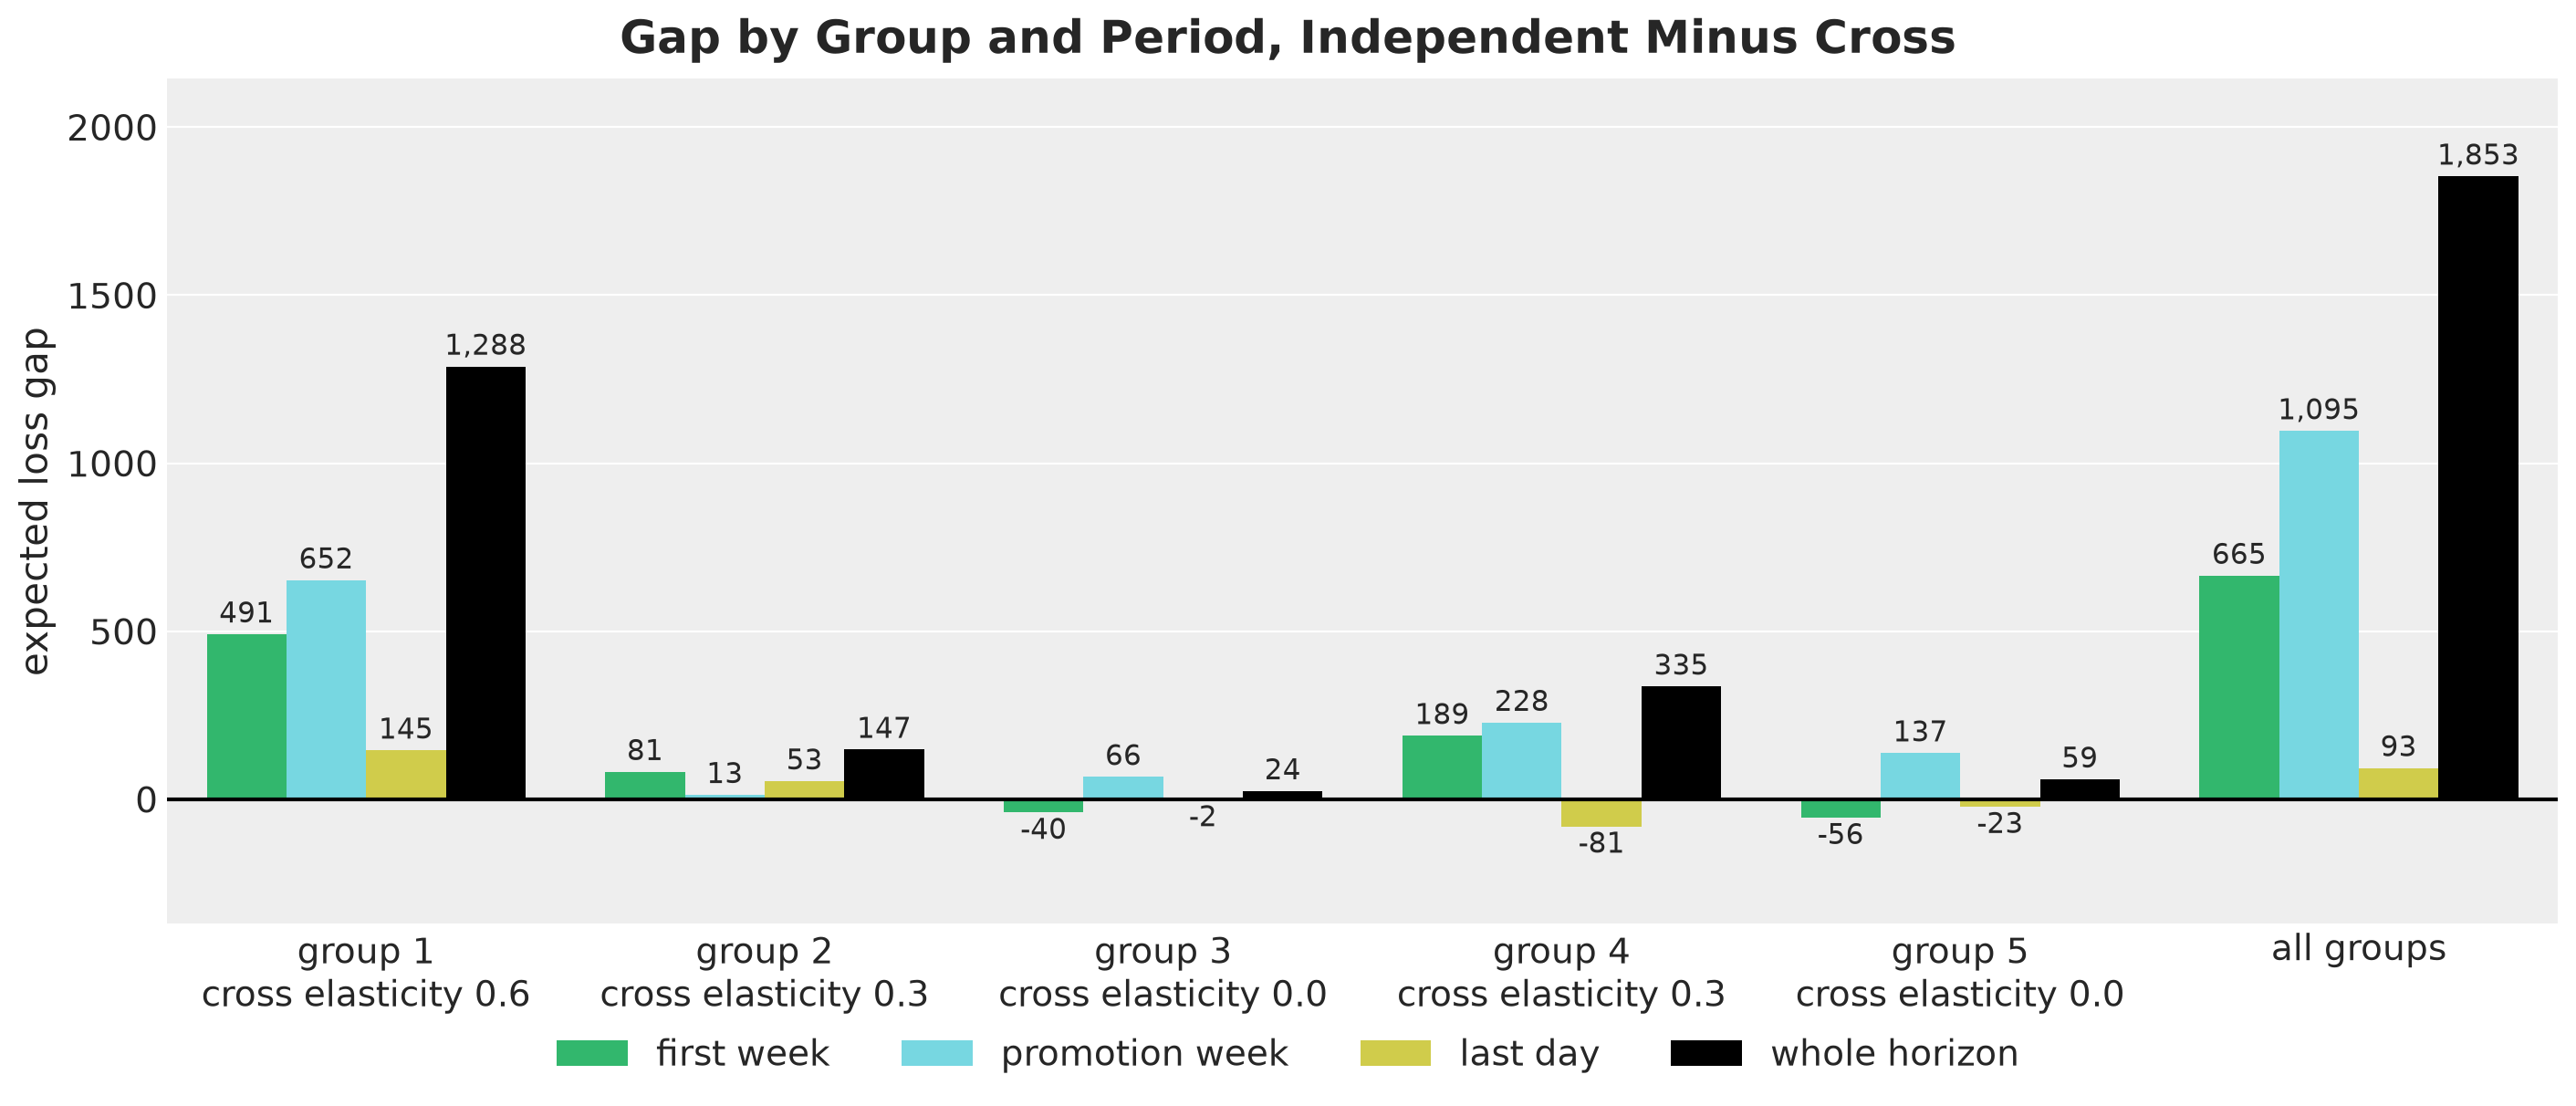 Gap by Group and Period, Independent Minus Cross
expected loss gap
2000
1500
1000
500
0
491
652
145
1,288
81
13
53
147
-40
66
-2
24
189
228
-81
335
-56
137
-23
59
665
1,095
93
1,853
group 1
cross elasticity 0.6
group 2
cross elasticity 0.3
group 3
cross elasticity 0.0
group 4
cross elasticity 0.3
group 5
cross elasticity 0.0
all groups
first week
promotion week
last day
whole horizon